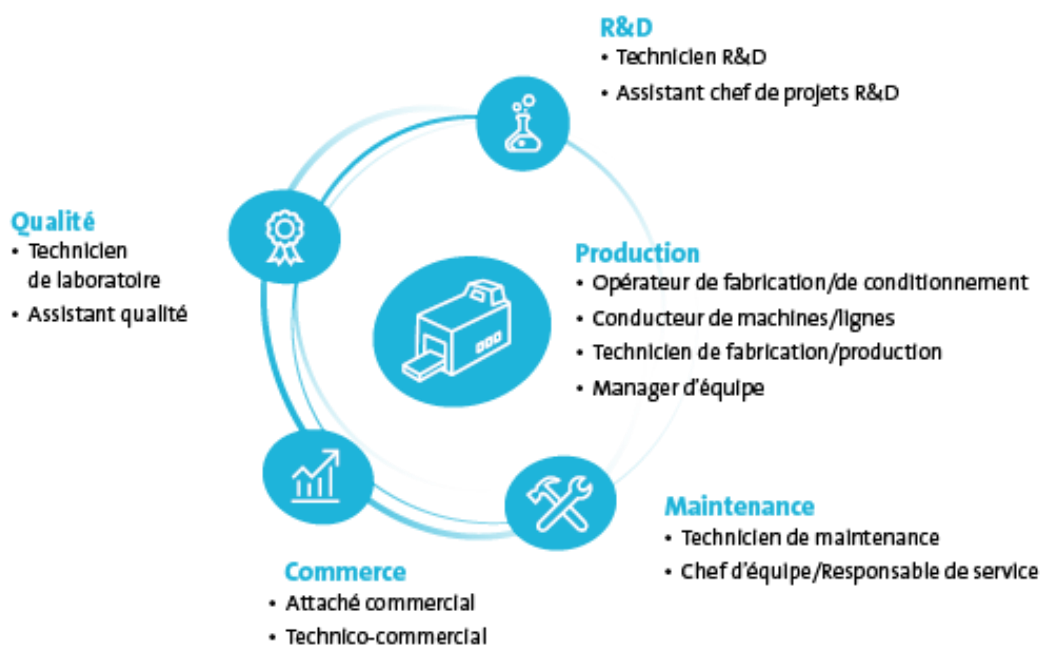 R&D
• Technicien R&D
• Assistant chef de projets R&D
Qualité
• Technicien
de laboratoire
• Assistant qualité
Production
• Opérateur de fabrication/de conditionnement
• Conducteur de machines/lignes
• Technicien de fabrication/production
• Manager d'équipe
Maintenance
• Technicien de maintenance
• Chef d'équipe/Responsable de service
Commerce
• Attaché commercial
• Technico-commercial